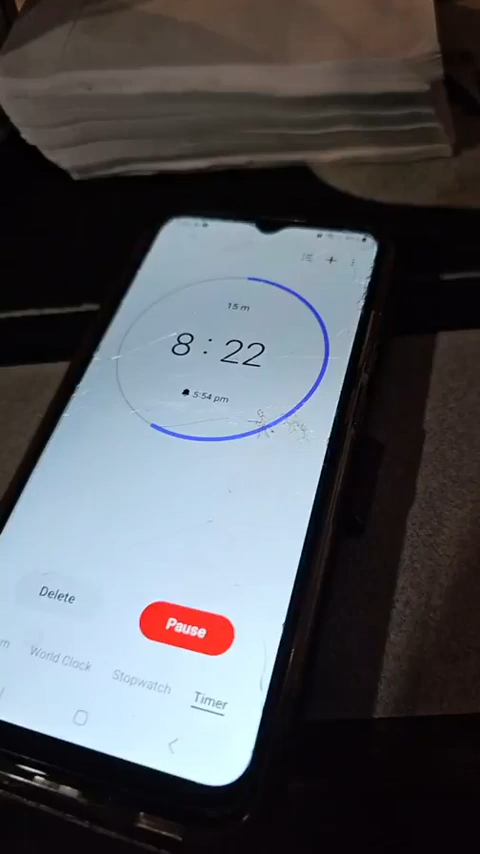 15 m
8 : 22
5:54 pm
Delete
Pause
World Clock
Stopwatch
Timer